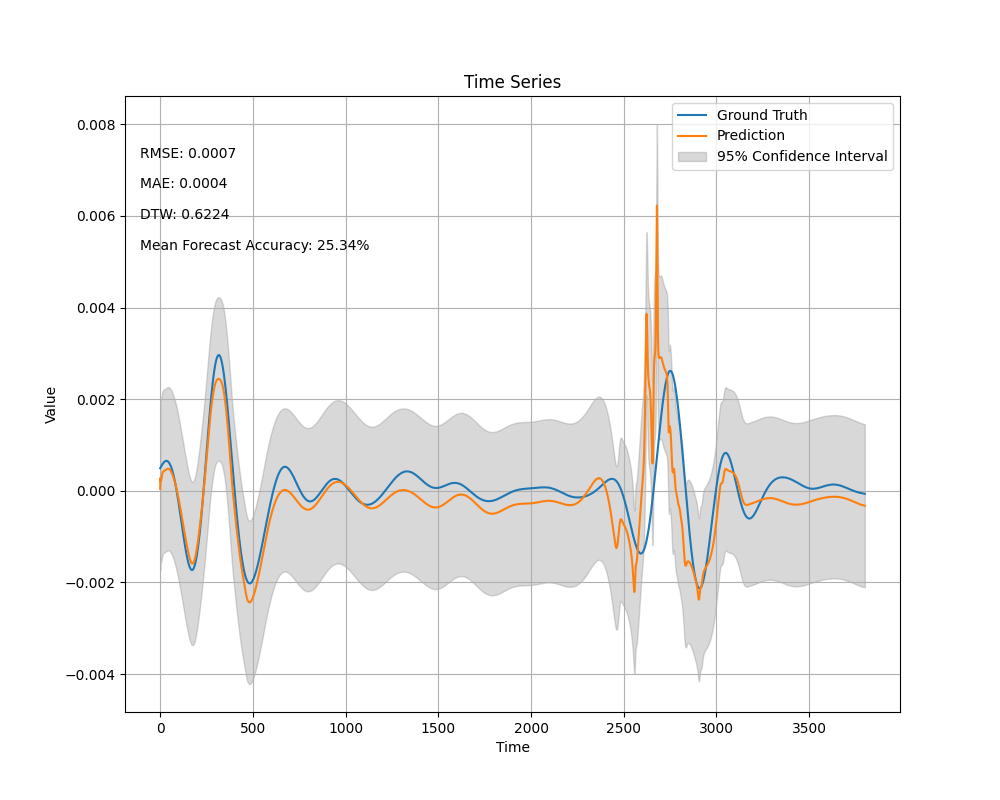 Time Series
Ground Truth
Prediction
95% Confidence Interval
RMSE: 0.0007
MAE: 0.0004
DTW: 0.6224
Mean Forecast Accuracy: 25.34%
0.008
0.006
0.004
0.002
0.000
−0.002
−0.004
Value
0 500 1000 1500 2000 2500 3000 3500
Time